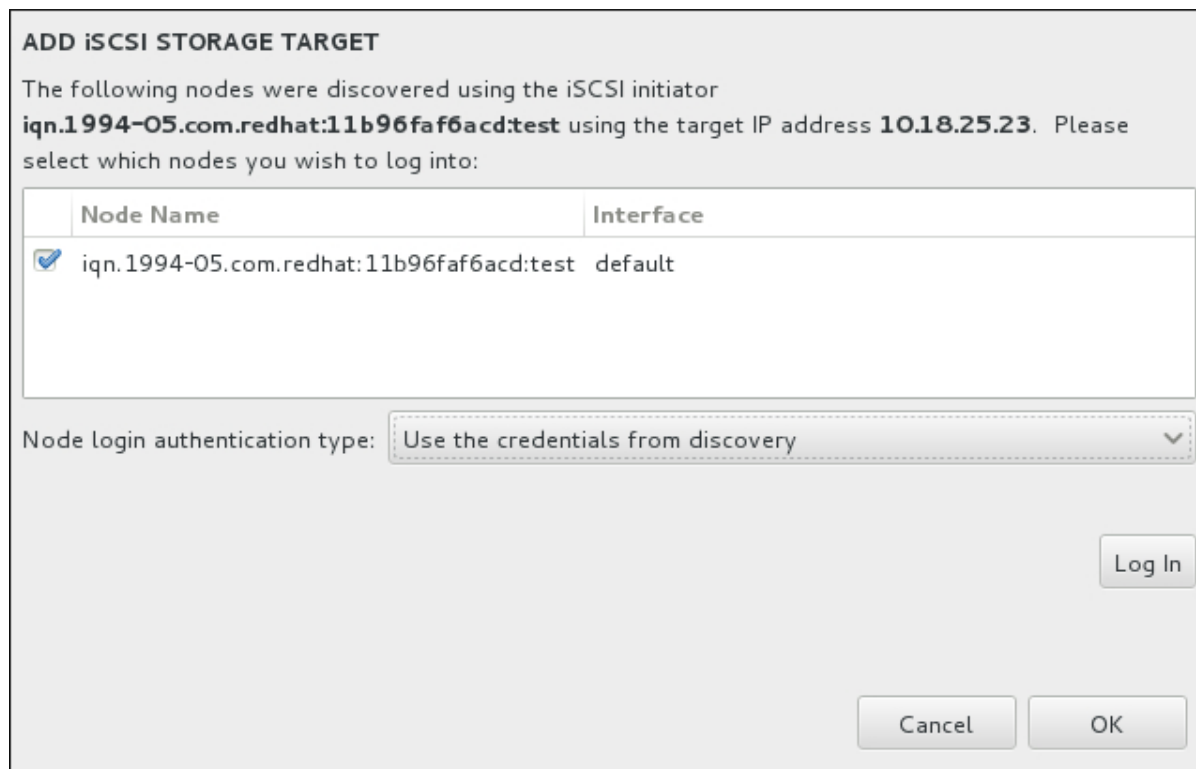 ADD iSCSI STORAGE TARGET
The following nodes were discovered using the iSCSI initiator
iqn.1994-05.com.redhat:11b96faf6acd:test using the target IP address 10.18.25.23. Please
select which nodes you wish to log into:
Node Name Interface
iqn.1994-05.com.redhat:11b96faf6acd:test default
Node login authentication type: Use the credentials from discovery
Log In
Cancel OK